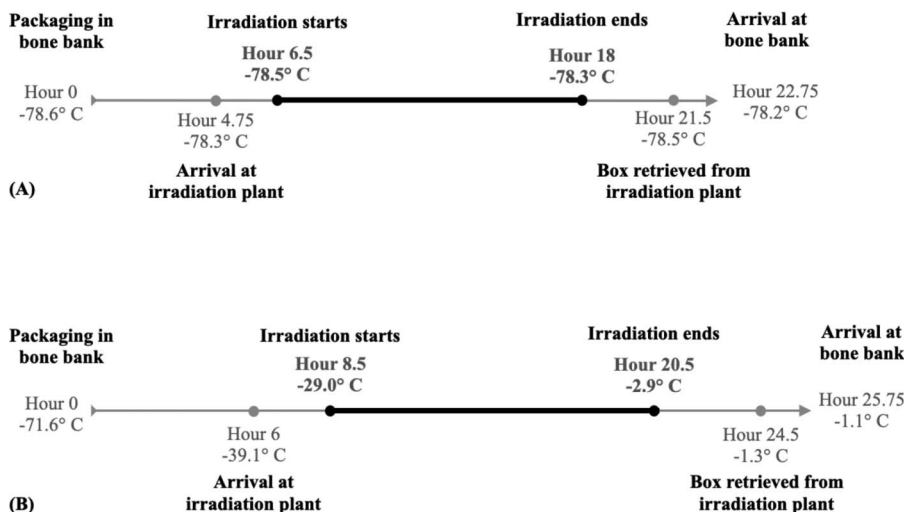 Packaging in
bone bank
Irradiation starts
Irradiation ends
Arrival at
bone bank
Hour 6.5
-78.5° C
Hour 18
-78.3° C
Hour 0
-78.6° C
Hour 22.75
-78.2° C
Hour 4.75
-78.3° C
Hour 21.5
-78.5° C
Arrival at
irradiation plant
Box retrieved from
irradiation plant
(A)
Packaging in
bone bank
Irradiation starts
Irradiation ends
Arrival at
bone bank
Hour 8.5
-29.0° C
Hour 20.5
-2.9° C
Hour 0
-71.6° C
Hour 25.75
-1.1° C
Hour 6
-39.1° C
Hour 24.5
-1.3° C
Arrival at
irradiation plant
Box retrieved from
irradiation plant
(B)